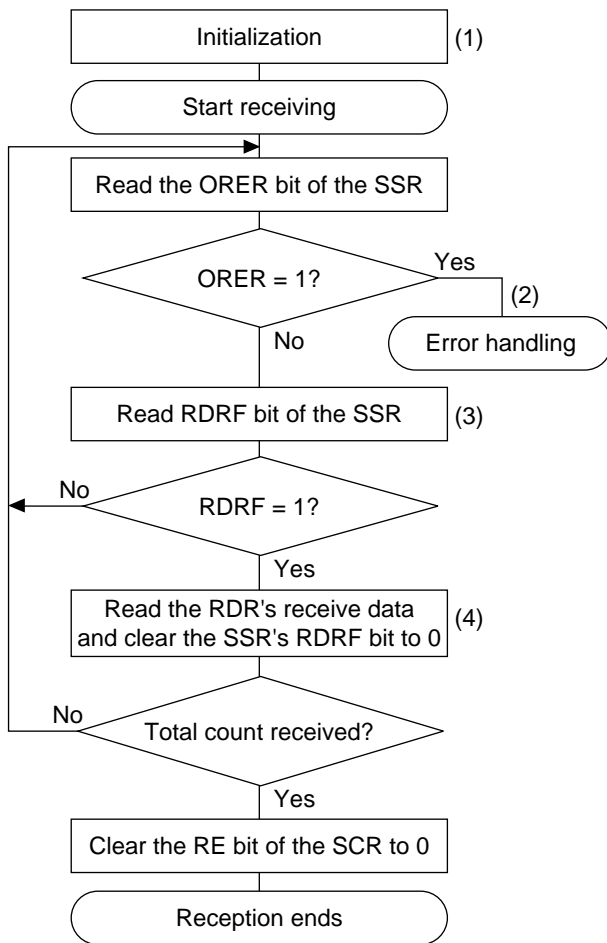 Initialization
(1)
Start receiving
Read the ORER bit of the SSR
ORER = 1?
Yes
(2)
Error handling
No
Read RDRF bit of the SSR
(3)
RDRF = 1?
No
Yes
Read the RDR's receive data
and clear the SSR's RDRF bit to 0
(4)
Total count received?
No
Yes
Clear the RE bit of the SCR to 0
Reception ends